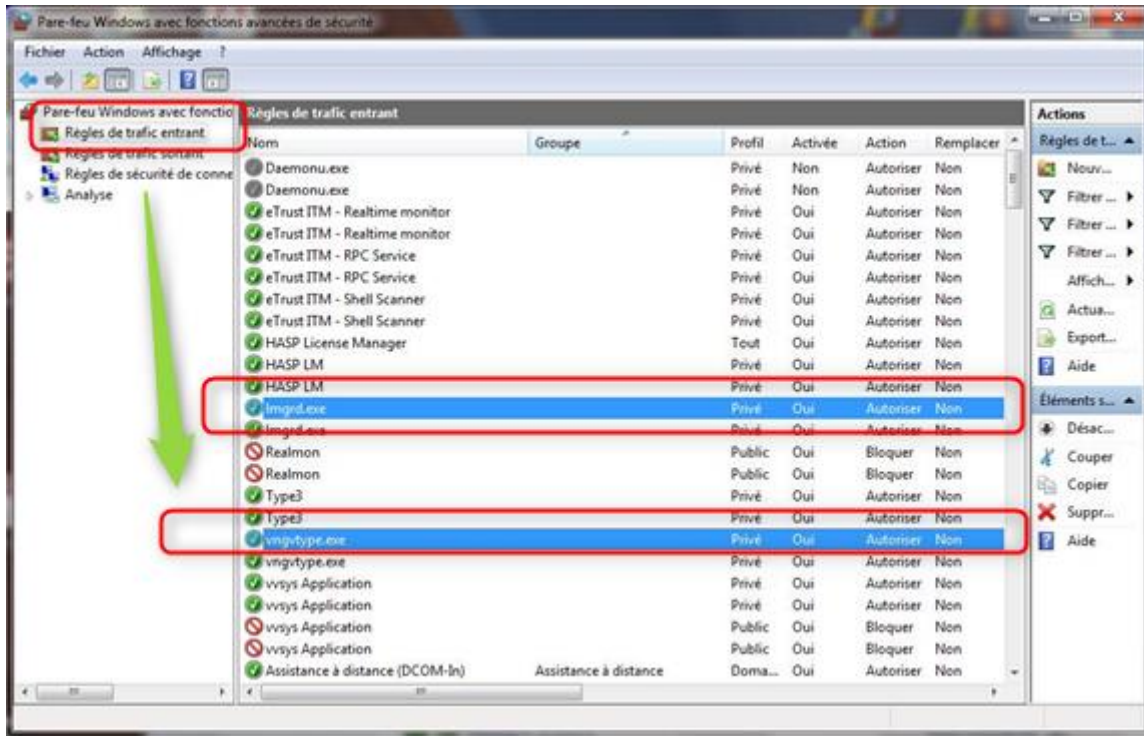 Pare-feu Windows avec fonctions avancées de sécurité
Fichier Action Affichage ?
Pare-feu Windows avec fonctio
Règles de trafic entrant
Règles de trafic sortant
Règles de sécurité de conne
Analyse
Règles de trafic entrant
Nom Groupe Profil Activée Action Remplacer
Daemonu.exe Privé Non Autoriser Non
Daemonu.exe Privé Non Autoriser Non
eTrust ITM - Realtime monitor Privé Oui Autoriser Non
eTrust ITM - Realtime monitor Privé Oui Autoriser Non
eTrust ITM - RPC Service Privé Oui Autoriser Non
eTrust ITM - RPC Service Privé Oui Autoriser Non
eTrust ITM - Shell Scanner Privé Oui Autoriser Non
eTrust ITM - Shell Scanner Privé Oui Autoriser Non
HASP License Manager Tout Oui Autoriser Non
HASP LM Privé Oui Autoriser Non
HASP LM Privé Oui Autoriser Non
lmgrd.exe Privé Oui Autoriser Non
lmgrd.exe Privé Oui Autoriser Non
Realmon Public Oui Bloquer Non
Realmon Public Oui Bloquer Non
Type3 Privé Oui Autoriser Non
Type3 Privé Oui Autoriser Non
vngvtype.exe Privé Oui Autoriser Non
vngvtype.exe Privé Oui Autoriser Non
vvsys Application Privé Oui Autoriser Non
vvsys Application Privé Oui Autoriser Non
vvsys Application Public Oui Bloquer Non
vvsys Application Public Oui Bloquer Non
Assistance à distance (DCOM-In) Assistance à distance Doma... Oui Autoriser Non
Actions
Règles de t...
Nouv...
Filtrer ...
Filtrer ...
Filtrer ...
Affich...
Actua...
Export...
Aide
Éléments s...
Désac...
Couper
Copier
Suppr...
Aide